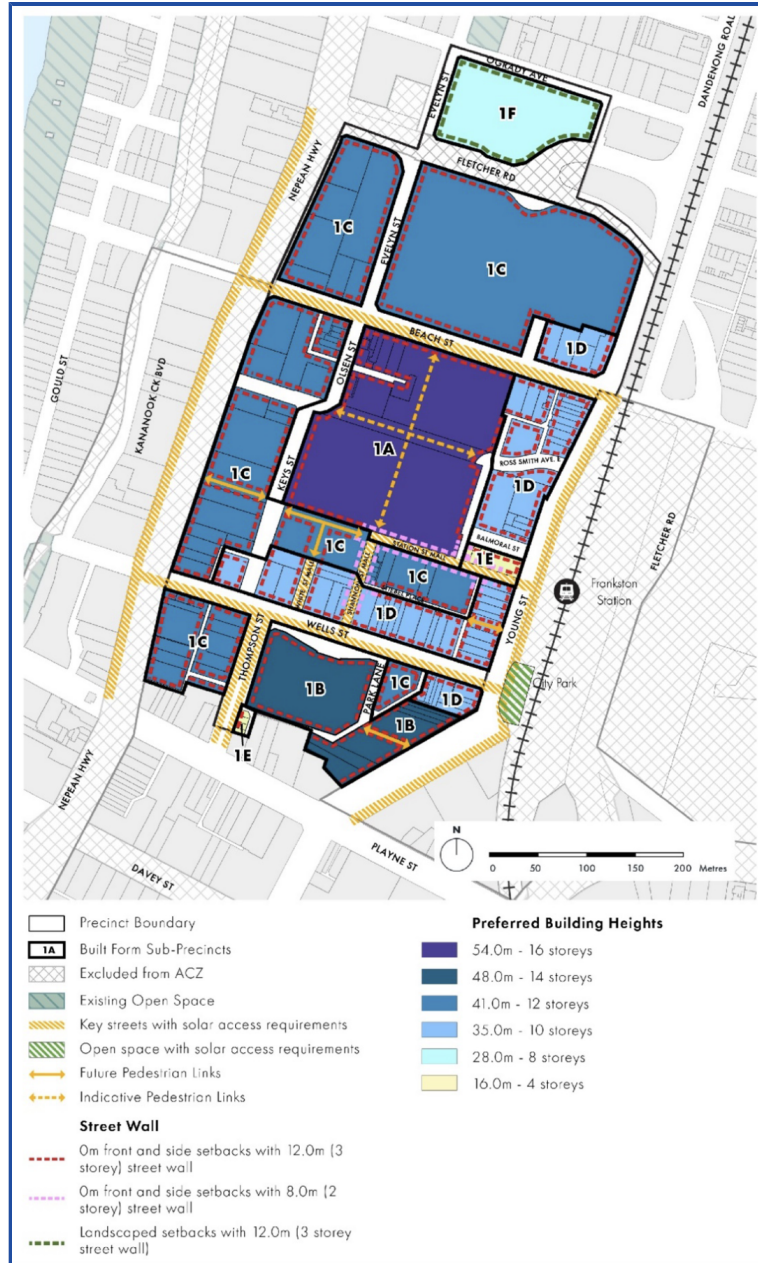 OGRADY AVE
EVELYN ST
1F
DANDENONG ROAD
FLETCHER RD
NEPEAN HWY
1C
EVELYN ST
1C
BEACH ST
1D
OLSEN ST
GOULD ST
KANANOOK CK BVD
1A
ROSS SMITH AVE. E
1C
KEYS ST
1D
BALMORAL ST
FLETCHER RD
STATION ST MALL
1E
1C
1C
WHITE ST MALL
SHANNON ST MALL
Frankston
Station
1D
YOUNG ST
WELLS ST
1C
THOMPSON ST
PARK LANE
1C
City Park
1B
1D
1B
1E
NEPEAN HWY
PLAYNE ST
DAVEY ST
N
0 50 100 150 200 Metres
Precinct Boundary
1A Built Form Sub-Precincts
Excluded from ACZ
Existing Open Space
Key streets with solar access requirements
Open space with solar access requirements
Future Pedestrian Links
Indicative Pedestrian Links
Street Wall
0m front and side setbacks with 12.0m (3
storey) street wall
0m front and side setbacks with 8.0m (2
storey) street wall
Landscaped setbacks with 12.0m (3 storey
street wall)
Preferred Building Heights
54.0m - 16 storeys
48.0m - 14 storeys
41.0m - 12 storeys
35.0m - 10 storeys
28.0m - 8 storeys
16.0m - 4 storeys